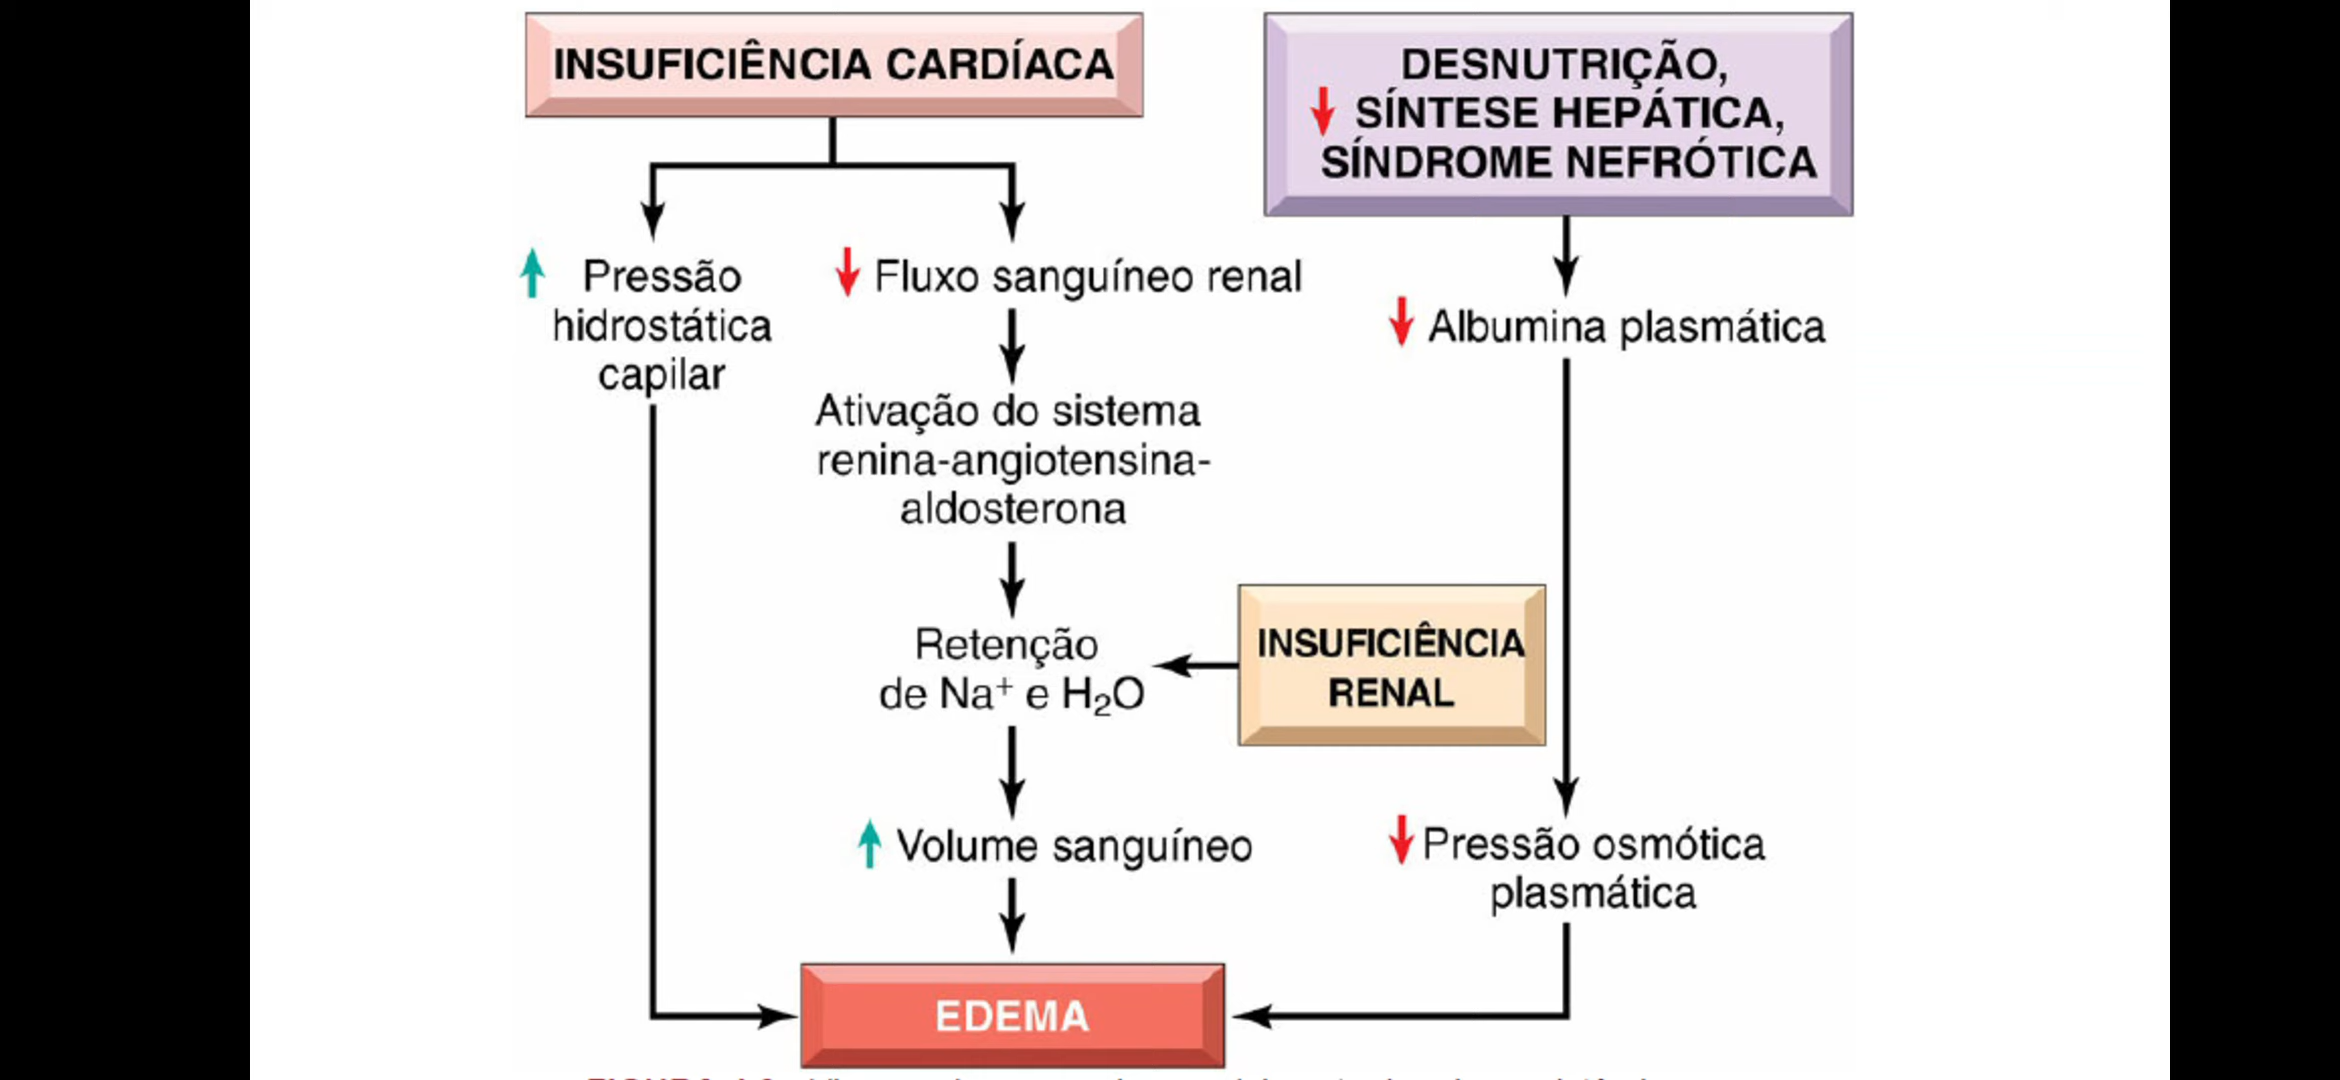 INSUFICIÊNCIA CARDÍACA
DESNUTRIÇÃO,
SÍNTESE HEPÁTICA,
SÍNDROME NEFRÓTICA
Pressão
hidrostática
capilar
Fluxo sanguíneo renal
Albumina plasmática
Ativação do sistema
renina-angiotensina-
aldosterona
Retenção
de Na⁺ e H₂O
INSUFICIÊNCIA
RENAL
Volume sanguíneo
Pressão osmótica
plasmática
EDEMA